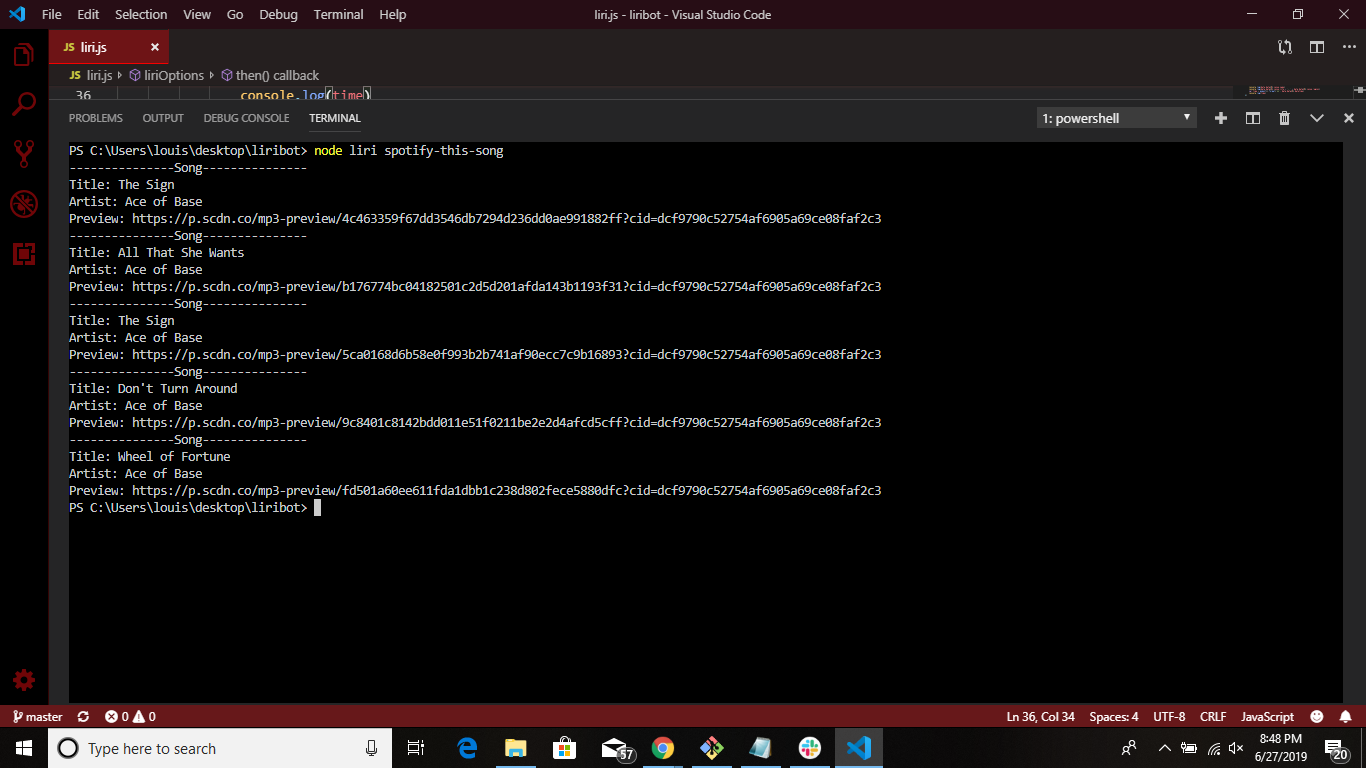 File Edit Selection View Go Debug Terminal Help liri.js - liribot - Visual Studio Code
JS liri.js
JS liri.js liriOptions then() callback
36 console.log(time)
PROBLEMS OUTPUT DEBUG CONSOLE TERMINAL 1: powershell
PS C:\Users\louis\desktop\liribot> node liri spotify-this-song
---------------Song---------------
Title: The Sign
Artist: Ace of Base
Preview: https://p.scdn.co/mp3-preview/4c463359f67dd3546db7294d236dd0ae991882ff?cid=dcf9790c52754af6905a69ce08faf2c3
---------------Song---------------
Title: All That She Wants
Artist: Ace of Base
Preview: https://p.scdn.co/mp3-preview/b176774bc04182501c2d5d201afda143b1193f31?cid=dcf9790c52754af6905a69ce08faf2c3
---------------Song---------------
Title: The Sign
Artist: Ace of Base
Preview: https://p.scdn.co/mp3-preview/5ca0168d6b58e0f993b2b741af90ecc7c9b16893?cid=dcf9790c52754af6905a69ce08faf2c3
---------------Song---------------
Title: Don't Turn Around
Artist: Ace of Base
Preview: https://p.scdn.co/mp3-preview/9c8401c8142bdd011e51f0211be2e2d4afcd5cff?cid=dcf9790c52754af6905a69ce08faf2c3
---------------Song---------------
Title: Wheel of Fortune
Artist: Ace of Base
Preview: https://p.scdn.co/mp3-preview/fd501a60ee611fda1dbb1c238d802fece5880dfc?cid=dcf9790c52754af6905a69ce08faf2c3
PS C:\Users\louis\desktop\liribot>
master 0 0 Ln 36, Col 34 Spaces: 4 UTF-8 CRLF JavaScript
Type here to search 57 8:48 PM
6/27/2019 20